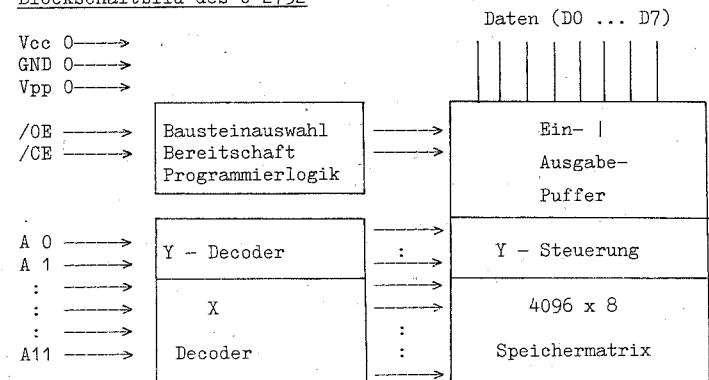 Blockschaltbild des U 2732
Daten (D0 ... D7)
Vcc 0---->
GND 0---->
Vpp 0---->
/OE ---->
/CE ---->
Bausteinauswahl
Bereitschaft
Programmierlogik
Ein- |
Ausgabe-
Puffer
A 0 ---->
A 1 ---->
:
:
:
A11 ---->
Y - Decoder
:
Y - Steuerung
X
Decoder
:
:
4096 x 8
Speichermatrix